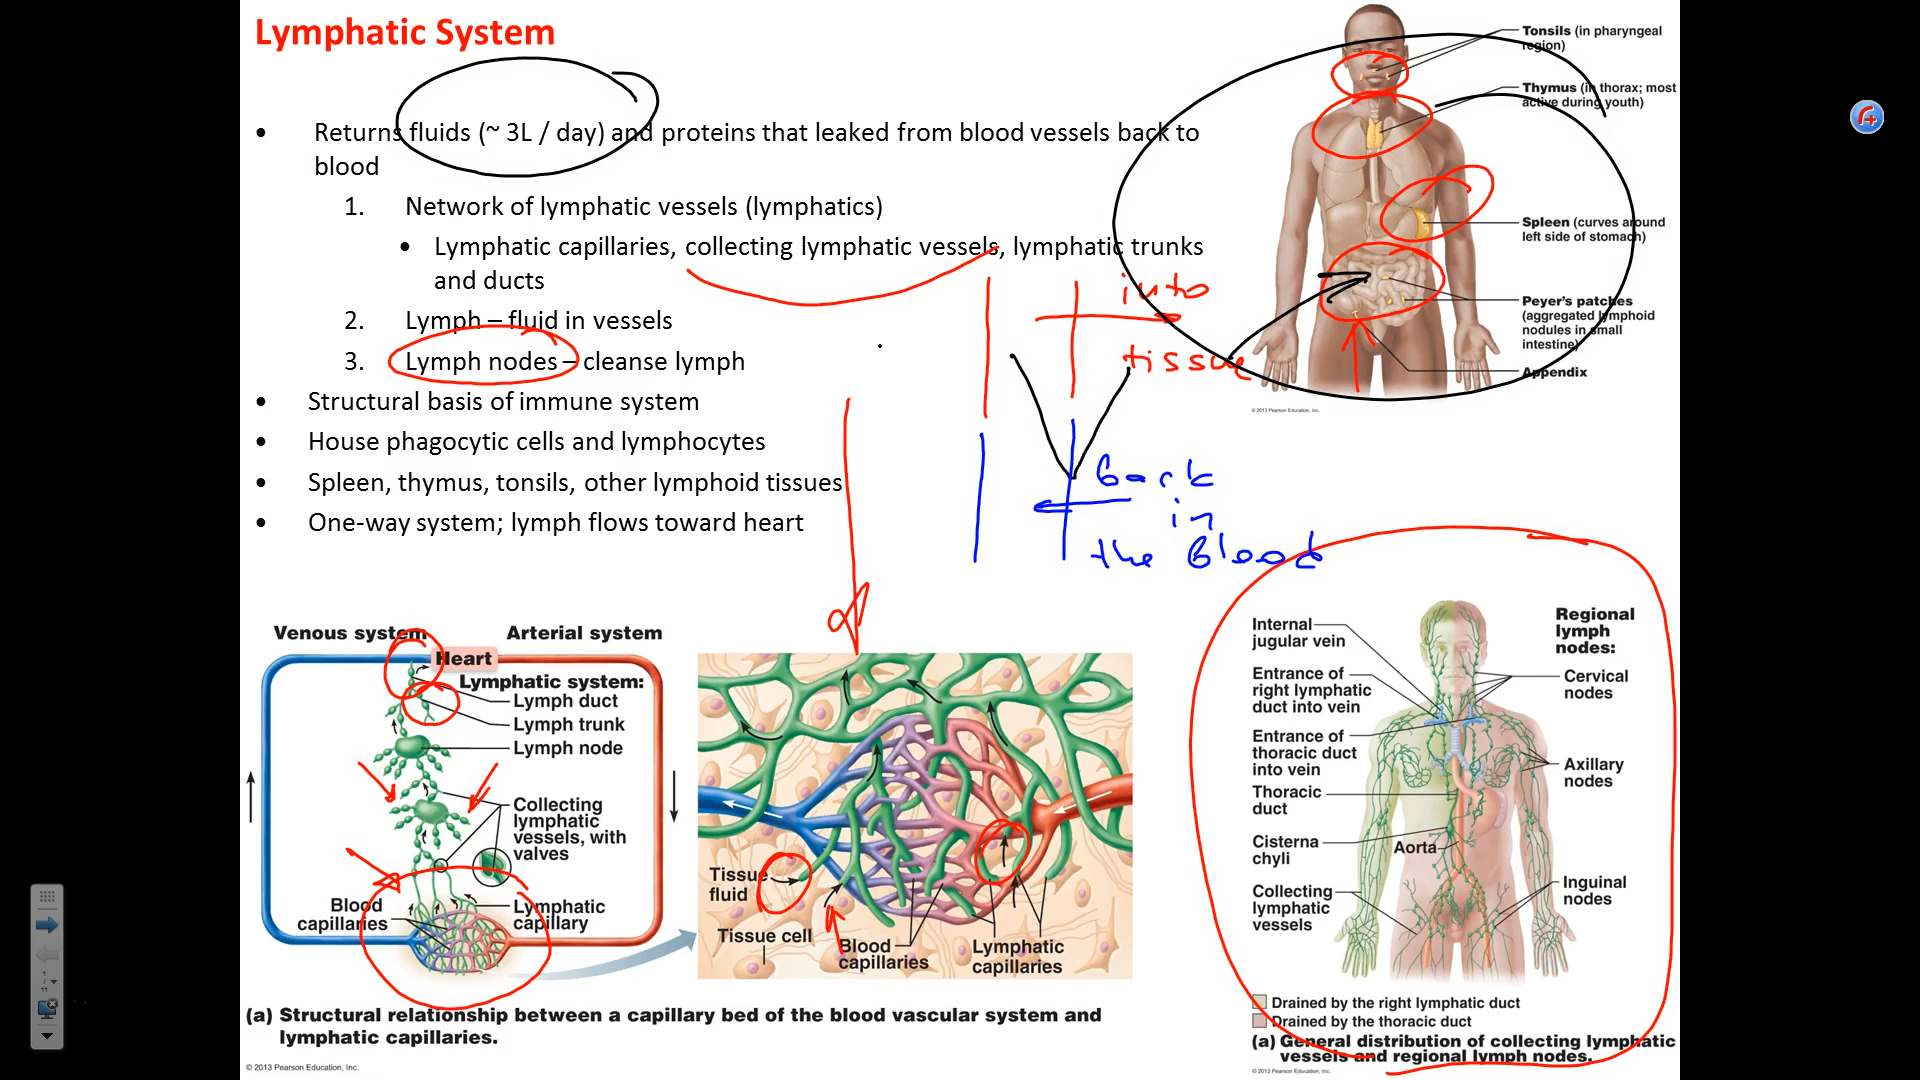 Lymphatic System
• Returns fluids (~ 3L / day) and proteins that leaked from blood vessels back to
blood
1. Network of lymphatic vessels (lymphatics)
• Lymphatic capillaries, collecting lymphatic vessels, lymphatic trunks
and ducts
2. Lymph – fluid in vessels
3. Lymph nodes – cleanse lymph
• Structural basis of immune system
• House phagocytic cells and lymphocytes
• Spleen, thymus, tonsils, other lymphoid tissues
• One-way system; lymph flows toward heart
into
tissue
back
in
the Blood
Tonsils (in pharyngeal
region)
Thymus (in thorax; most
active during youth)
Spleen (curves around
left side of stomach)
Peyer's patches
(aggregated lymphoid
nodules in small
intestine)
Appendix
© 2013 Pearson Education, Inc.
Venous system
Arterial system
Heart
Lymphatic system:
Lymph duct
Lymph trunk
Lymph node
Collecting
lymphatic
vessels, with
valves
Blood
capillaries
Lymphatic
capillary
Tissue
fluid
Tissue cell
Blood
capillaries
Lymphatic
capillaries
(a) Structural relationship between a capillary bed of the blood vascular system and
lymphatic capillaries.
© 2013 Pearson Education, Inc.
Internal
jugular vein
Entrance of
right lymphatic
duct into vein
Entrance of
thoracic duct
into vein
Thoracic
duct
Cisterna
chyli
Aorta
Collecting
lymphatic
vessels
Regional
lymph
nodes:
Cervical
nodes
Axillary
nodes
Inguinal
nodes
Drained by the right lymphatic duct
Drained by the thoracic duct
(a) General distribution of collecting lymphatic
vessels and regional lymph nodes.
© 2013 Pearson Education, Inc.